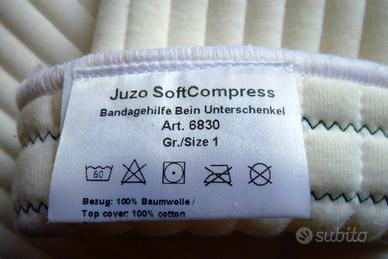 Juzo SoftCompress
Bandagehilfe Bein Unterschenkel
Art. 6830
Gr./Size 1
60
Bezug: 100% Baumwolle /
Top cover: 100% cotton
subito